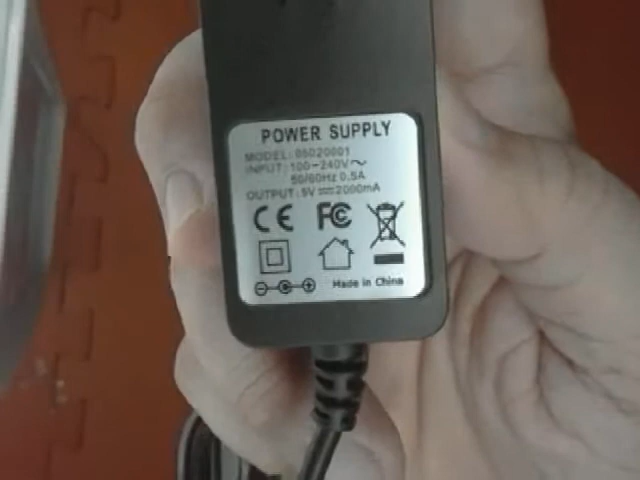 POWER SUPPLY
MODEL: 05020001
INPUT: 100-240V~
50/60Hz 0.5A
OUTPUT: 5V⎓2000mA
CE FC
Made in China